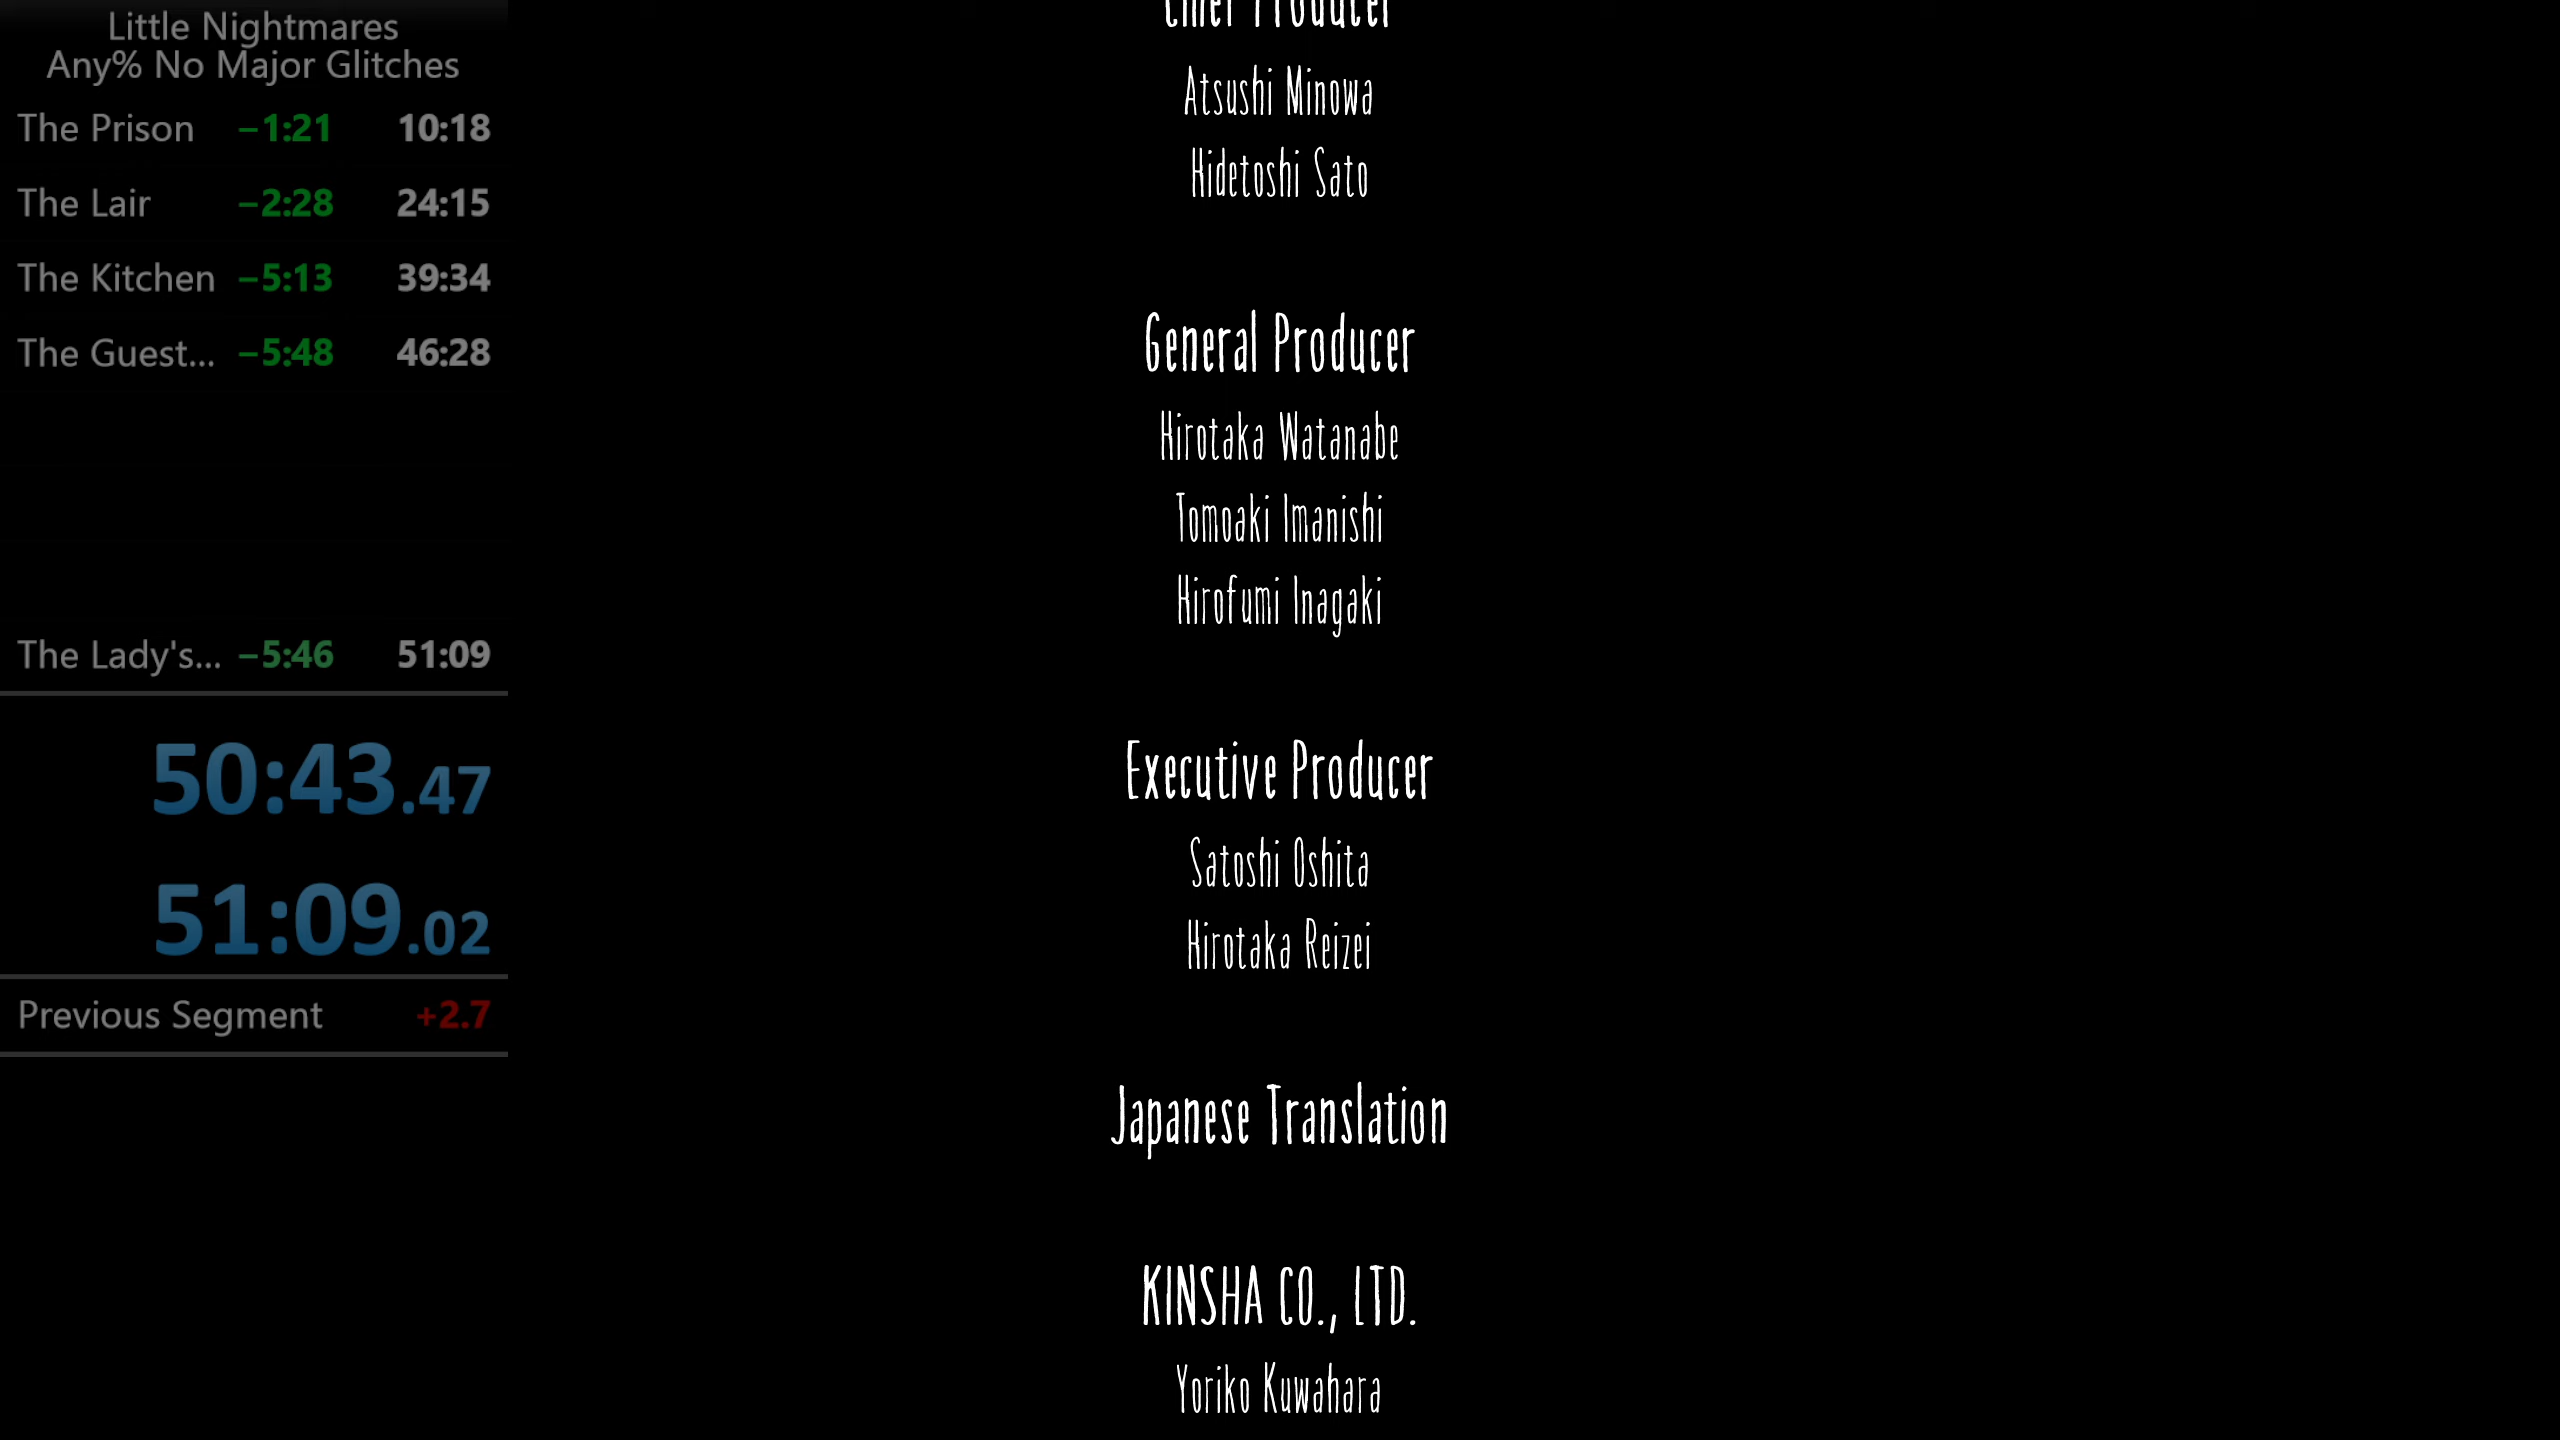 Little Nightmares
Any% No Major Glitches
The Prison −1:21 10:18
The Lair −2:28 24:15
The Kitchen −5:13 39:34
The Guest... −5:48 46:28
The Lady's... −5:46 51:09
50:43.47
51:09.02
Previous Segment +2.7
Chief Producer
Atsushi Minowa
Hidetoshi Sato
General Producer
Hirotaka Watanabe
Tomoaki Imanishi
Hirofumi Inagaki
Executive Producer
Satoshi Oshita
Hirotaka Reizei
Japanese Translation
KINSHA CO., LTD.
Yoriko Kuwahara